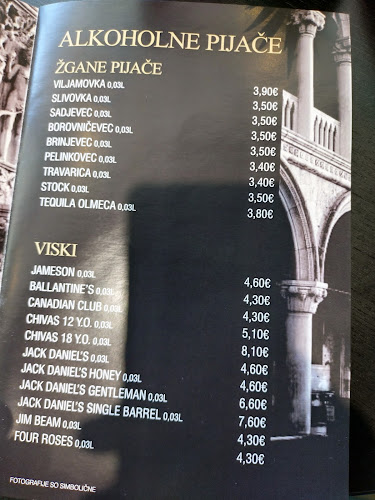 ALKOHOLNE PIJAČE
ŽGANE PIJAČE
VILJAMOVKA 0,03L 3,90€
SLIVOVKA 0,03L 3,50€
SADJEVEC 0,03L 3,50€
BOROVNIČEVEC 0,03L 3,50€
BRINJEVEC 0,03L 3,50€
PELINKOVEC 0,03L 3,40€
TRAVARICA 0,03L 3,40€
STOCK 0,03L 3,50€
TEQUILA OLMECA 0,03L 3,80€
VISKI
JAMESON 0,03L 4,60€
BALLANTINE'S 0,03L 4,30€
CANADIAN CLUB 0,03L 4,30€
CHIVAS 12 Y.O. 0,03L 5,10€
CHIVAS 18 Y.O. 0,03L 8,10€
JACK DANIEL'S 0,03L 4,60€
JACK DANIEL'S HONEY 0,03L 4,60€
JACK DANIEL'S GENTLEMAN 0,03L 6,60€
JACK DANIEL'S SINGLE BARREL 0,03L 7,60€
JIM BEAM 0,03L 4,30€
FOUR ROSES 0,03L 4,30€
FOTOGRAFIJE SO SIMBOLIČNE